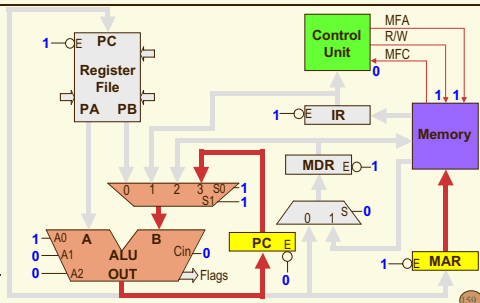 MFA
R/W
MFC
Control
Unit
0
1 E PC
Register
File
PA PB
1 1
1 E IR
Memory
MDR E 1
0 1 2 3 S0 1
S1 1
0 1 S 0
1 A0 A B
0 A1 ALU Cin 0
0 A2 OUT Flags
PC E
0
1 E MAR
159